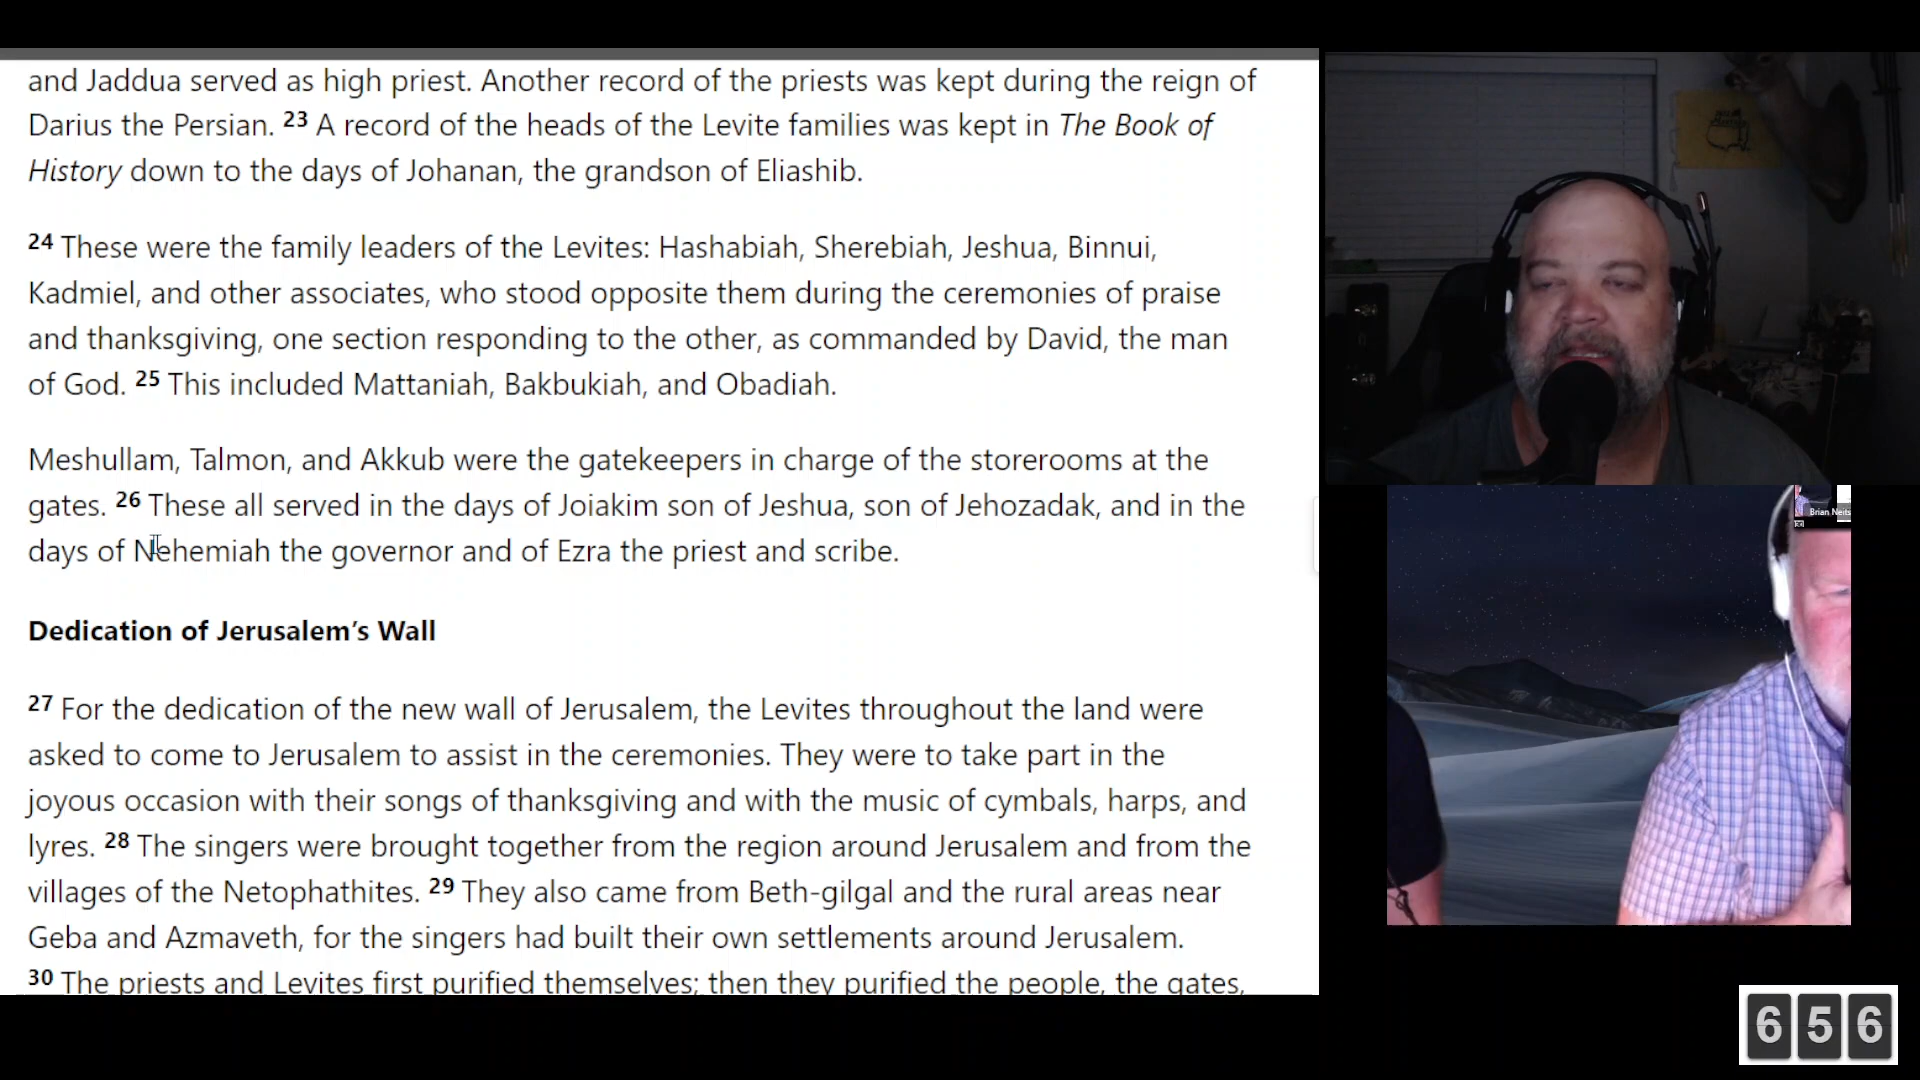 and Jaddua served as high priest. Another record of the priests was kept during the reign of
Darius the Persian. 23 A record of the heads of the Levite families was kept in The Book of
History down to the days of Johanan, the grandson of Eliashib.
24 These were the family leaders of the Levites: Hashabiah, Sherebiah, Jeshua, Binnui,
Kadmiel, and other associates, who stood opposite them during the ceremonies of praise
and thanksgiving, one section responding to the other, as commanded by David, the man
of God. 25 This included Mattaniah, Bakbukiah, and Obadiah.
Meshullam, Talmon, and Akkub were the gatekeepers in charge of the storerooms at the
gates. 26 These all served in the days of Joiakim son of Jeshua, son of Jehozadak, and in the
days of Nehemiah the governor and of Ezra the priest and scribe.
Dedication of Jerusalem’s Wall
27 For the dedication of the new wall of Jerusalem, the Levites throughout the land were
asked to come to Jerusalem to assist in the ceremonies. They were to take part in the
joyous occasion with their songs of thanksgiving and with the music of cymbals, harps, and
lyres. 28 The singers were brought together from the region around Jerusalem and from the
villages of the Netophathites. 29 They also came from Beth-gilgal and the rural areas near
Geba and Azmaveth, for the singers had built their own settlements around Jerusalem.
30 The priests and Levites first purified themselves; then they purified the people, the gates,
Brian Neits
656